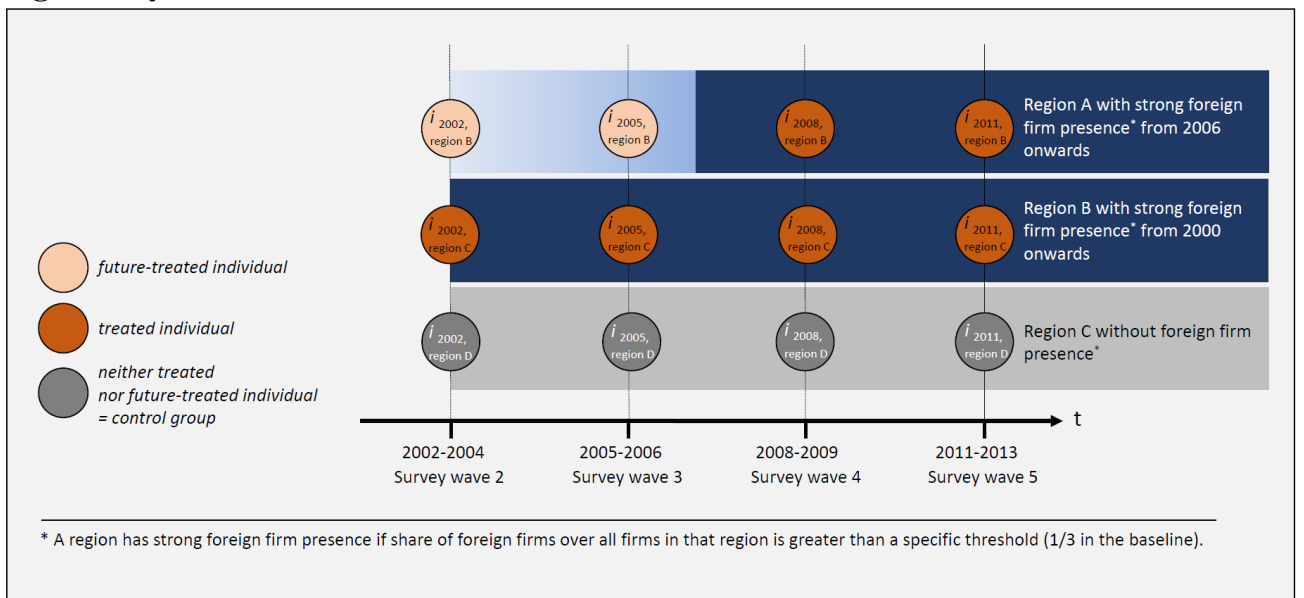 i 2002, region B
i 2005, region B
i 2008, region B
i 2011, region B
Region A with strong foreign
firm presence* from 2006
onwards
i 2002, region C
i 2005, region C
i 2008, region C
i 2011, region C
Region B with strong foreign
firm presence* from 2000
onwards
future-treated individual
treated individual
neither treated
nor future-treated individual
= control group
i 2002, region D
i 2005, region D
i 2008, region D
i 2011, region D
Region C without foreign firm
presence*
t
2002-2004
Survey wave 2
2005-2006
Survey wave 3
2008-2009
Survey wave 4
2011-2013
Survey wave 5
* A region has strong foreign firm presence if share of foreign firms over all firms in that region is greater than a specific threshold (1/3 in the baseline).